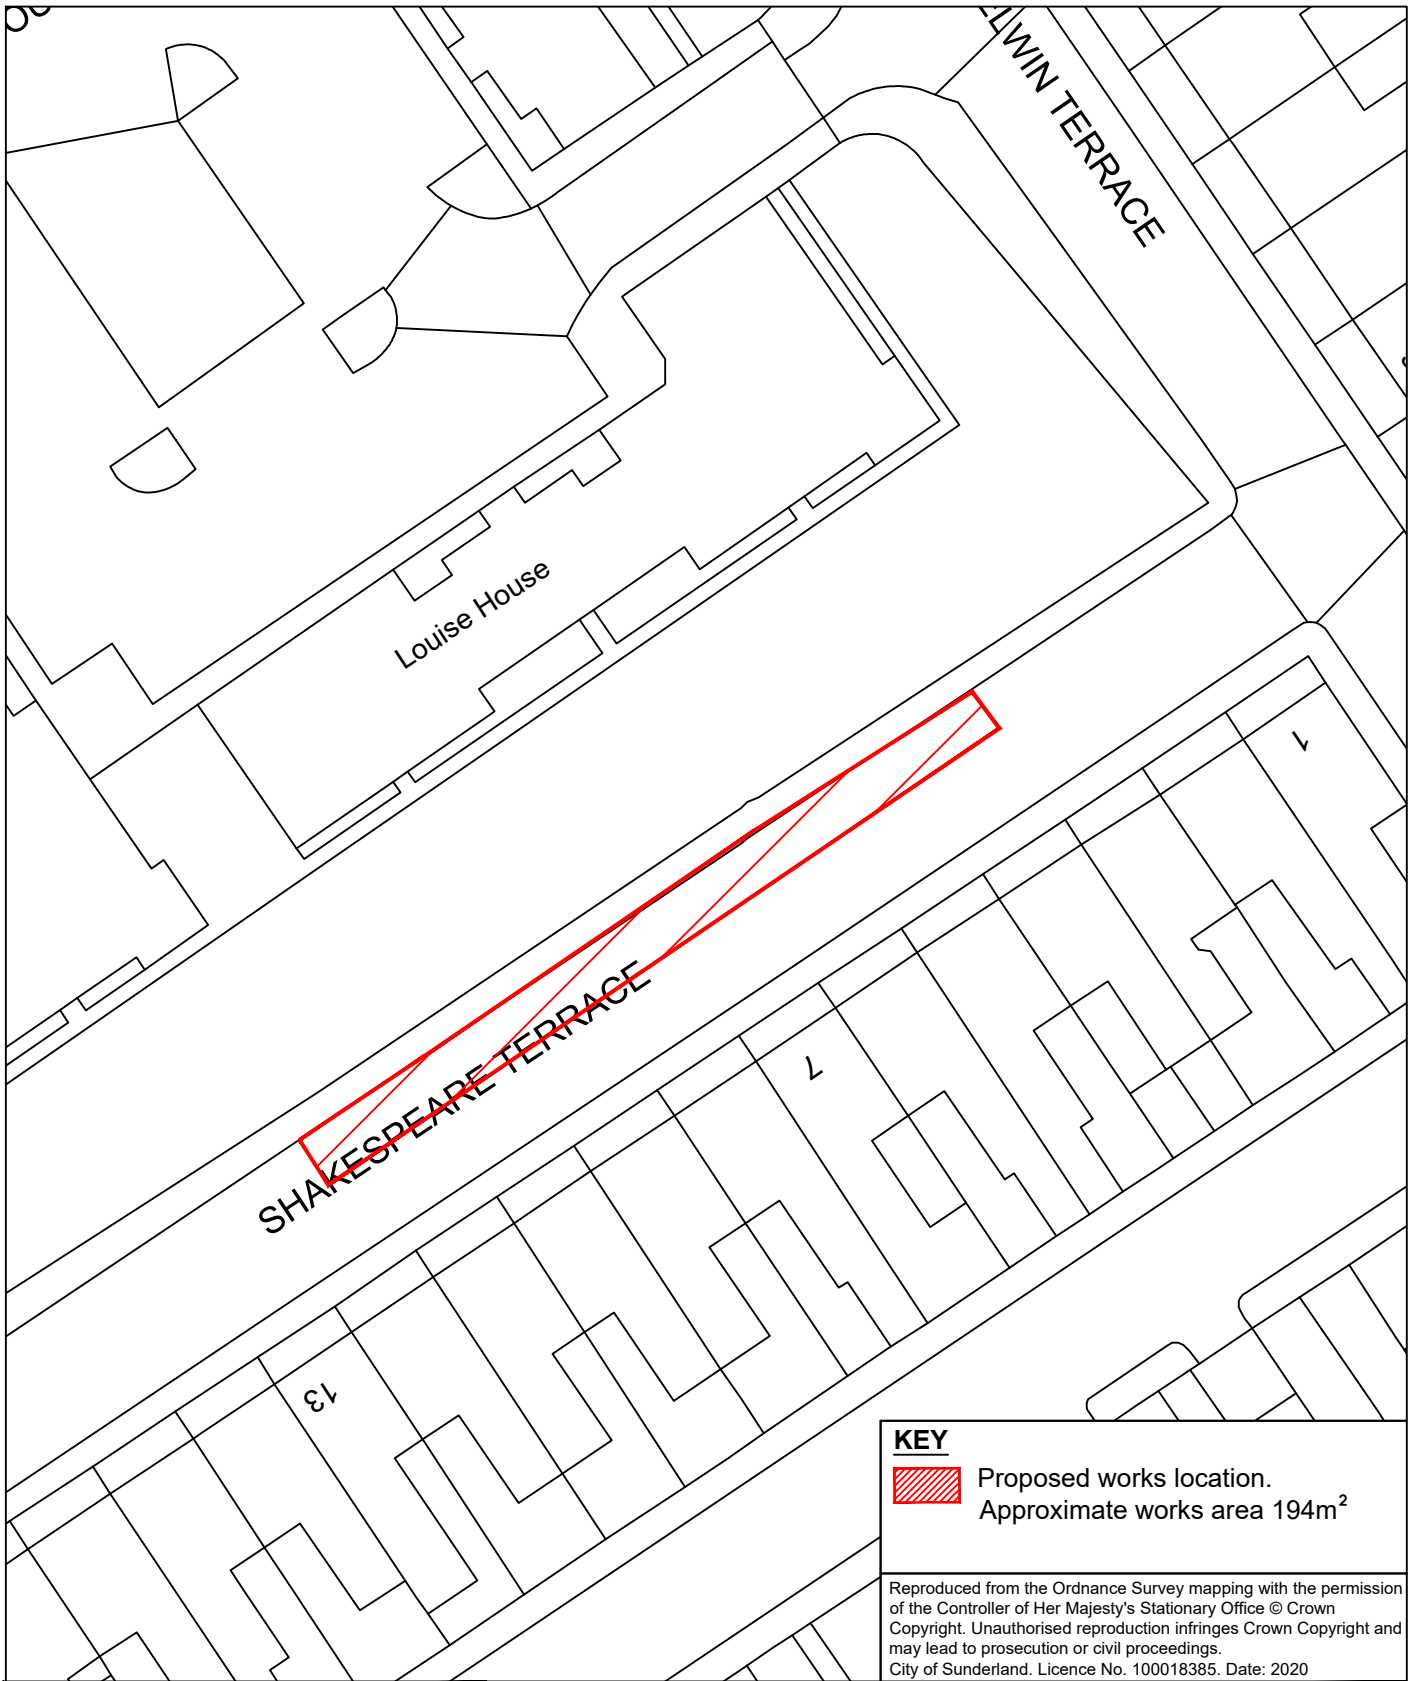 ELWIN TERRACE
Louise House
SHAKESPEARE TERRACE
1
7
13
KEY
Proposed works location.
Approximate works area 194m²
Reproduced from the Ordnance Survey mapping with the permission
of the Controller of Her Majesty's Stationary Office © Crown
Copyright. Unauthorised reproduction infringes Crown Copyright and
may lead to prosecution or civil proceedings.
City of Sunderland. Licence No. 100018385. Date: 2020